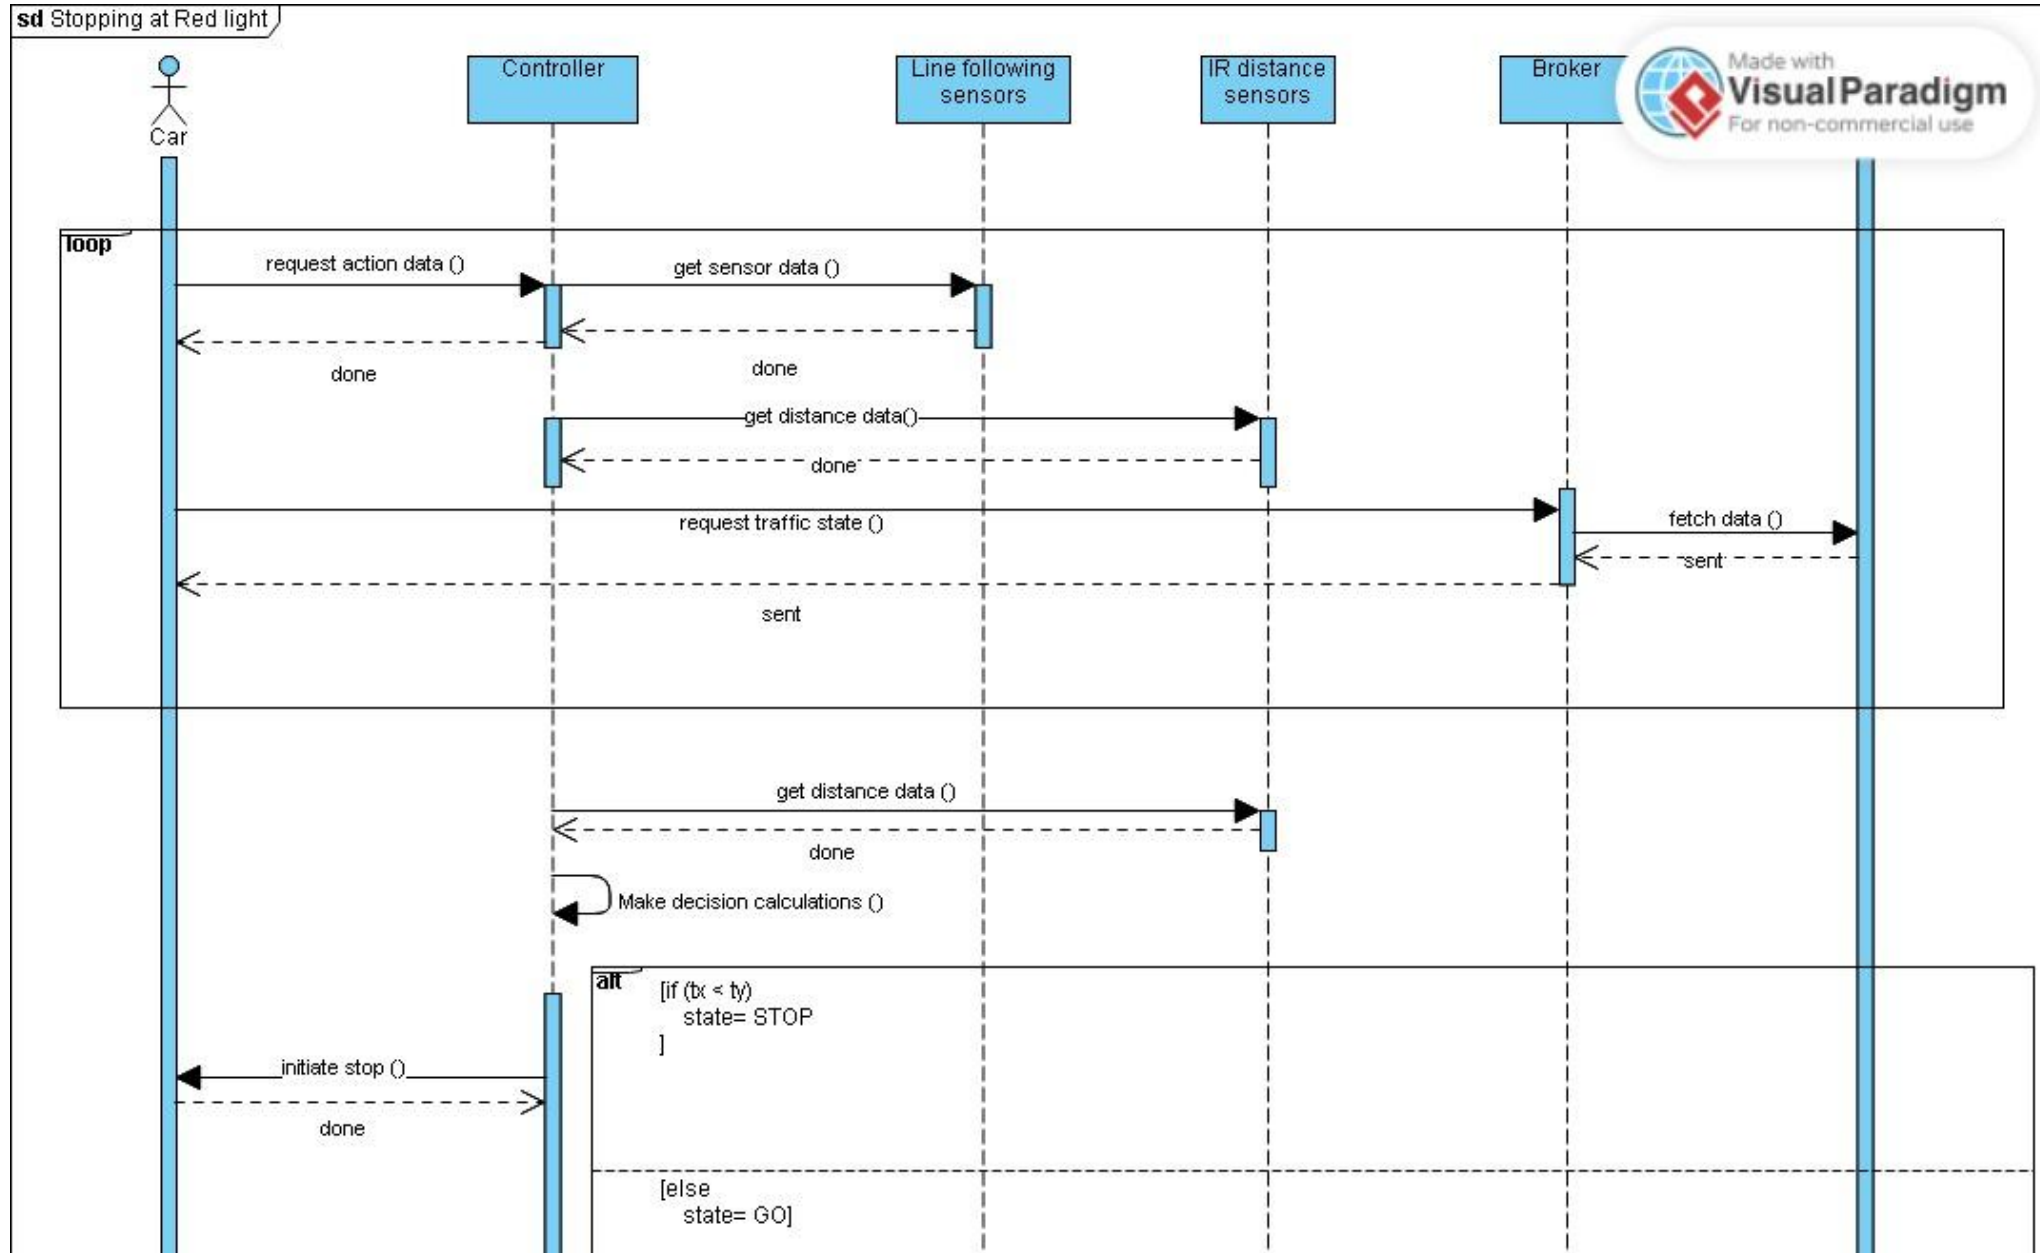 sd Stopping at Red light
Made with
Visual Paradigm
For non-commercial use
Car
Controller
Line following
sensors
IR distance
sensors
Broker
loop
request action data ()
get sensor data ()
done
done
get distance data()
done
request traffic state ()
fetch data ()
sent
sent
get distance data ()
done
Make decision calculations ()
alt
[if (tx < ty)
state= STOP
]
initiate stop ()
done
[else
state= GO]